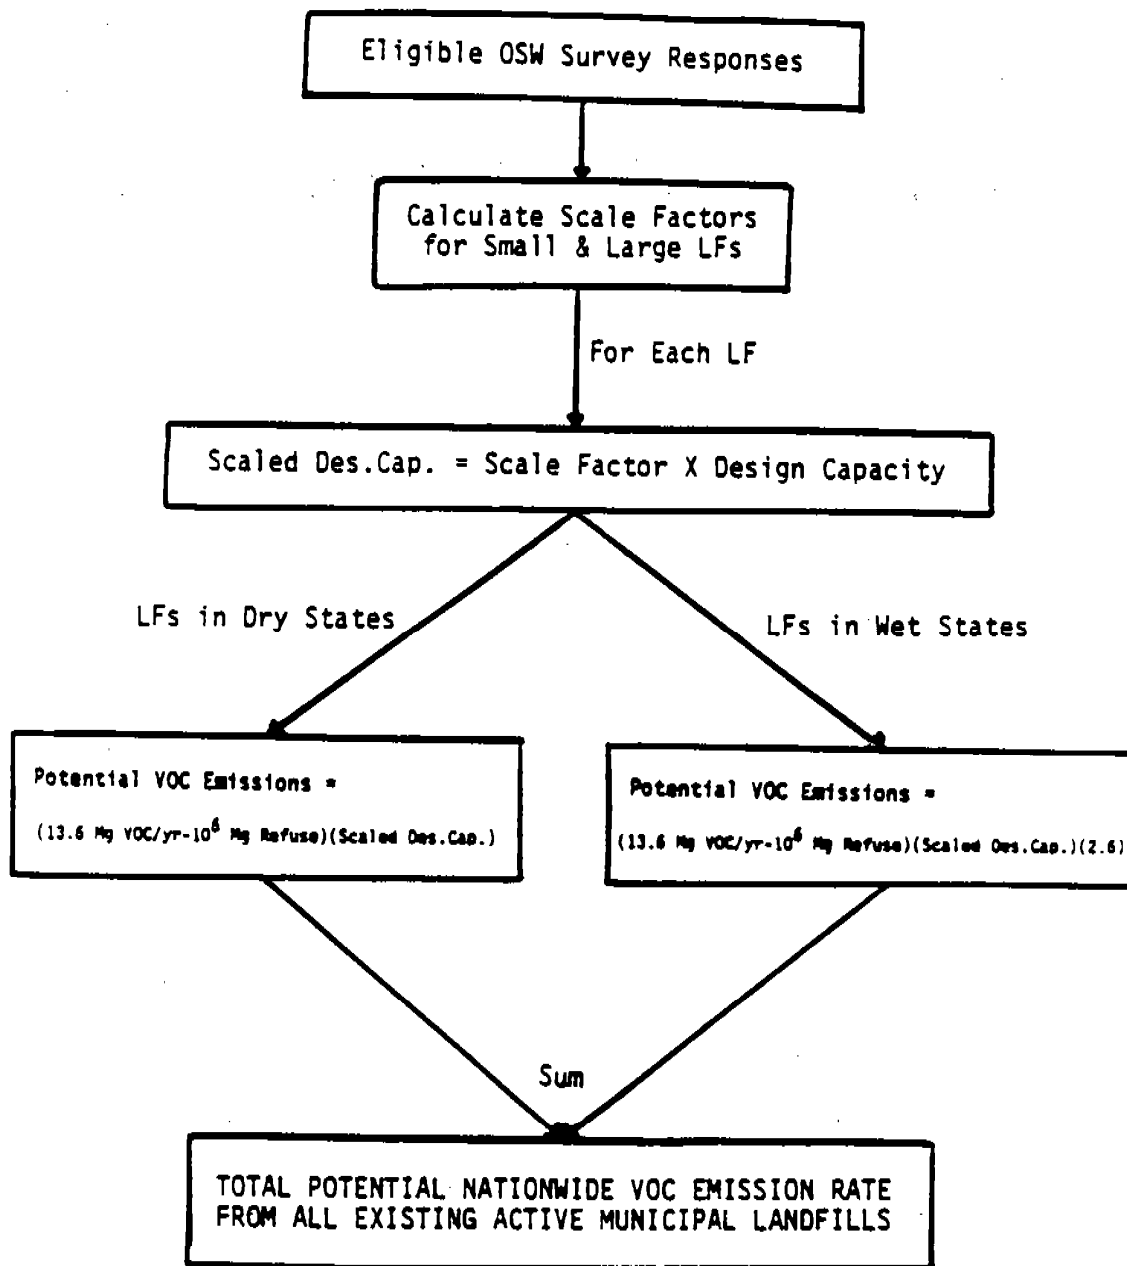 Eligible OSW Survey Responses
Calculate Scale Factors
for Small & Large LFs
For Each LF
Scaled Des.Cap. = Scale Factor X Design Capacity
LFs in Dry States
LFs in Wet States
Potential VOC Emissions =
(13.6 Mg VOC/yr-10⁶ Mg Refuse)(Scaled Des.Cap.)
Potential VOC Emissions =
(13.6 Mg VOC/yr-10⁶ Mg Refuse)(Scaled Des.Cap.)(2.6)
Sum
TOTAL POTENTIAL NATIONWIDE VOC EMISSION RATE
FROM ALL EXISTING ACTIVE MUNICIPAL LANDFILLS